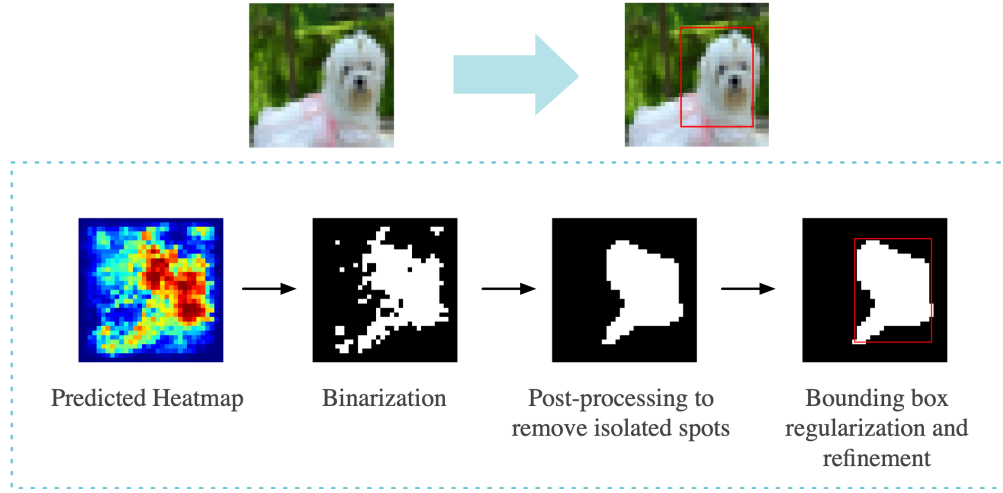 Predicted Heatmap
Binarization
Post-processing to
remove isolated spots
Bounding box
regularization and
refinement